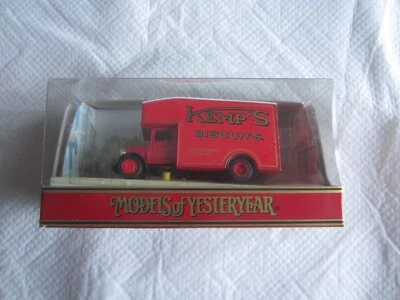 KEMP'S
BISCUITS.
MODELS of YESTERYEAR